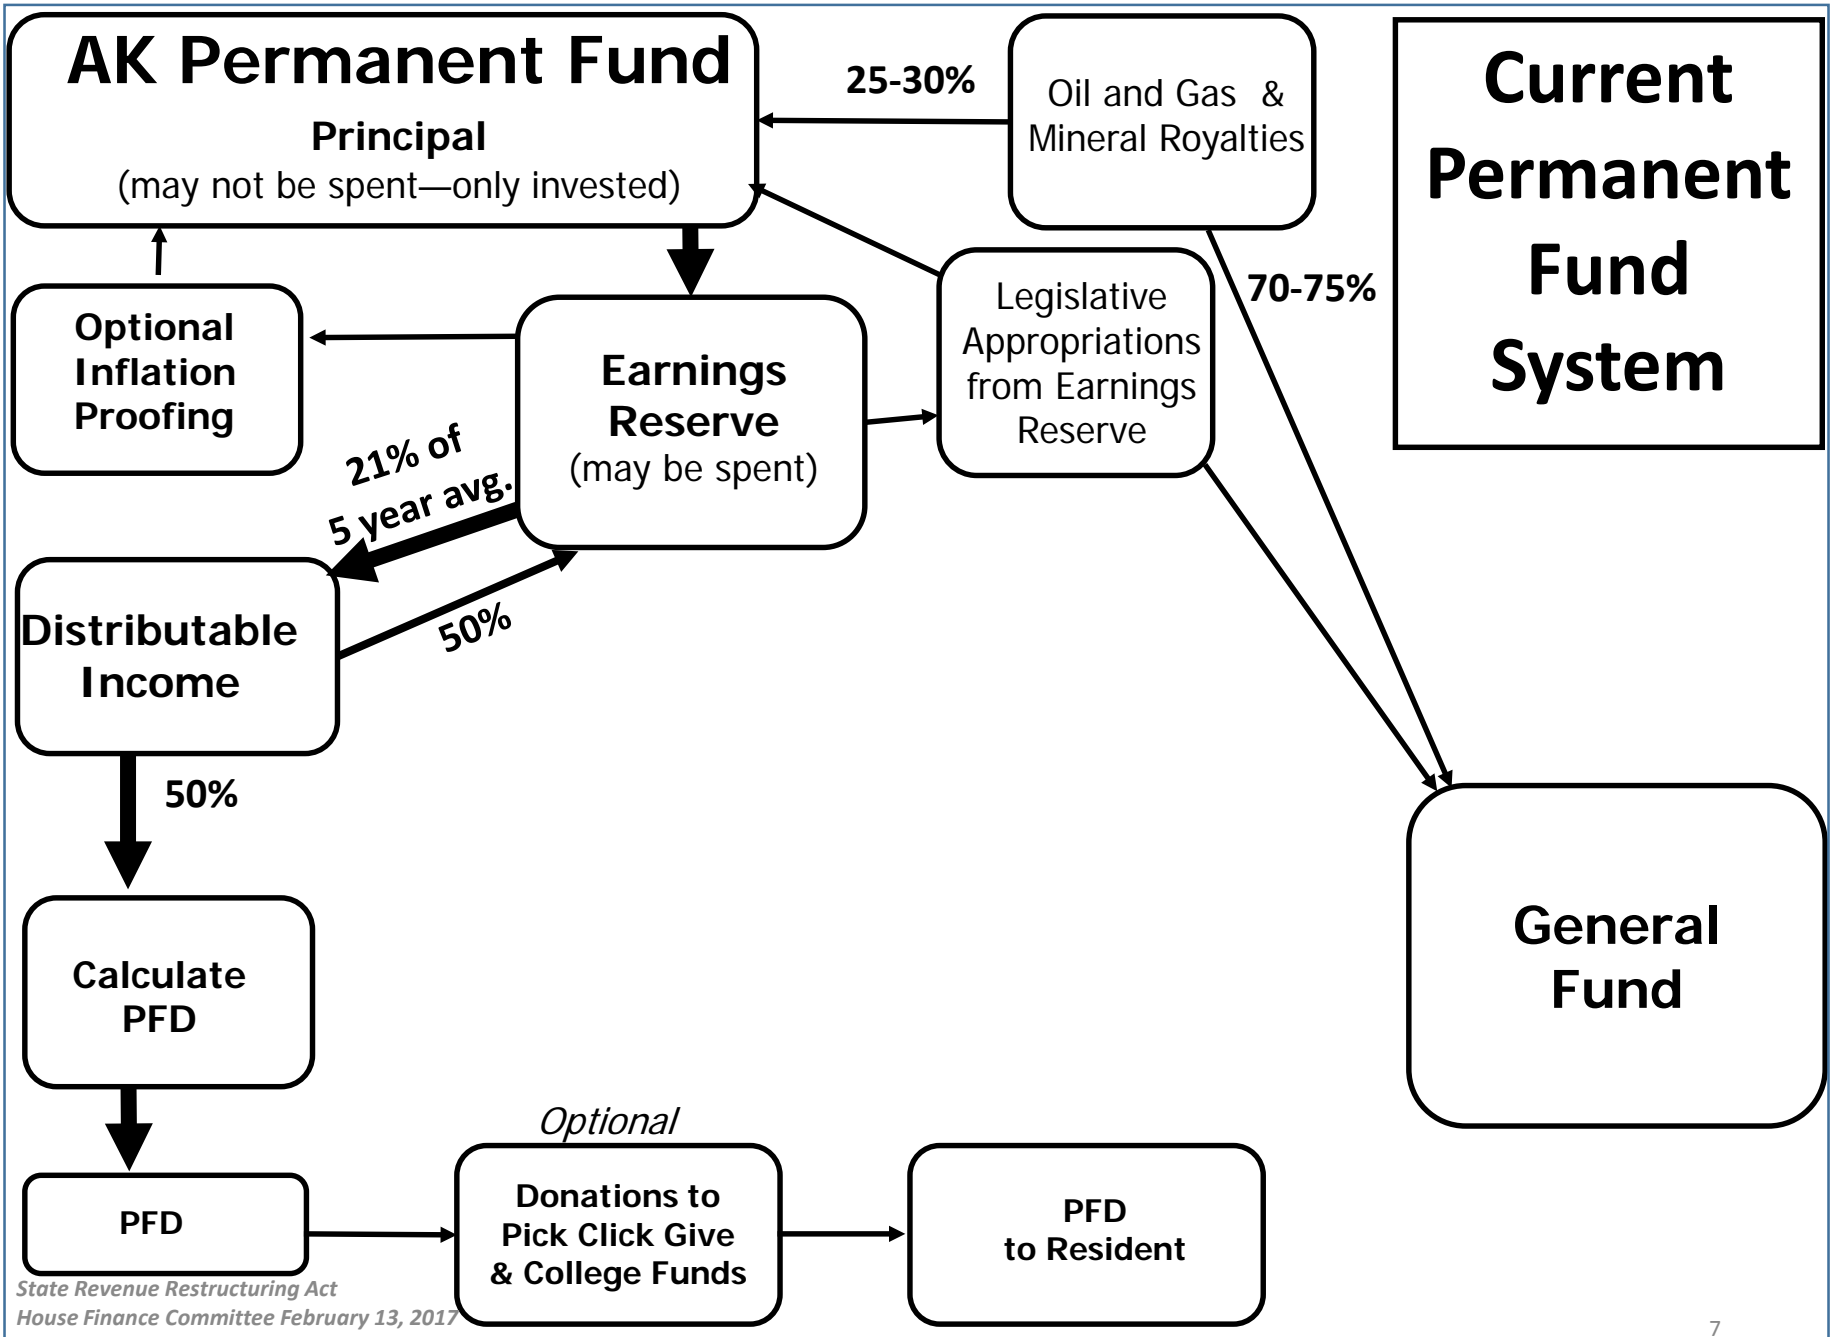 AK Permanent Fund
Principal
(may not be spent—only invested)
25-30%
Oil and Gas &
Mineral Royalties
Current
Permanent
Fund
System
70-75%
Optional
Inflation
Proofing
Earnings
Reserve
(may be spent)
Legislative
Appropriations
from Earnings
Reserve
21% of
5 year avg.
50%
Distributable
Income
50%
Calculate
PFD
General
Fund
PFD
Optional
Donations to
Pick Click Give
& College Funds
PFD
to Resident
State Revenue Restructuring Act
House Finance Committee February 13, 2017
7